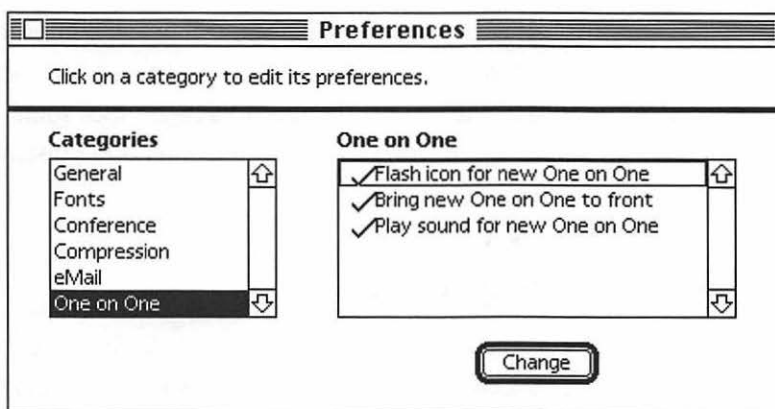 Preferences
Click on a category to edit its preferences.
Categories
General
Fonts
Conference
Compression
eMail
One on One
One on One
Flash icon for new One on One
Bring new One on One to front
Play sound for new One on One
Change